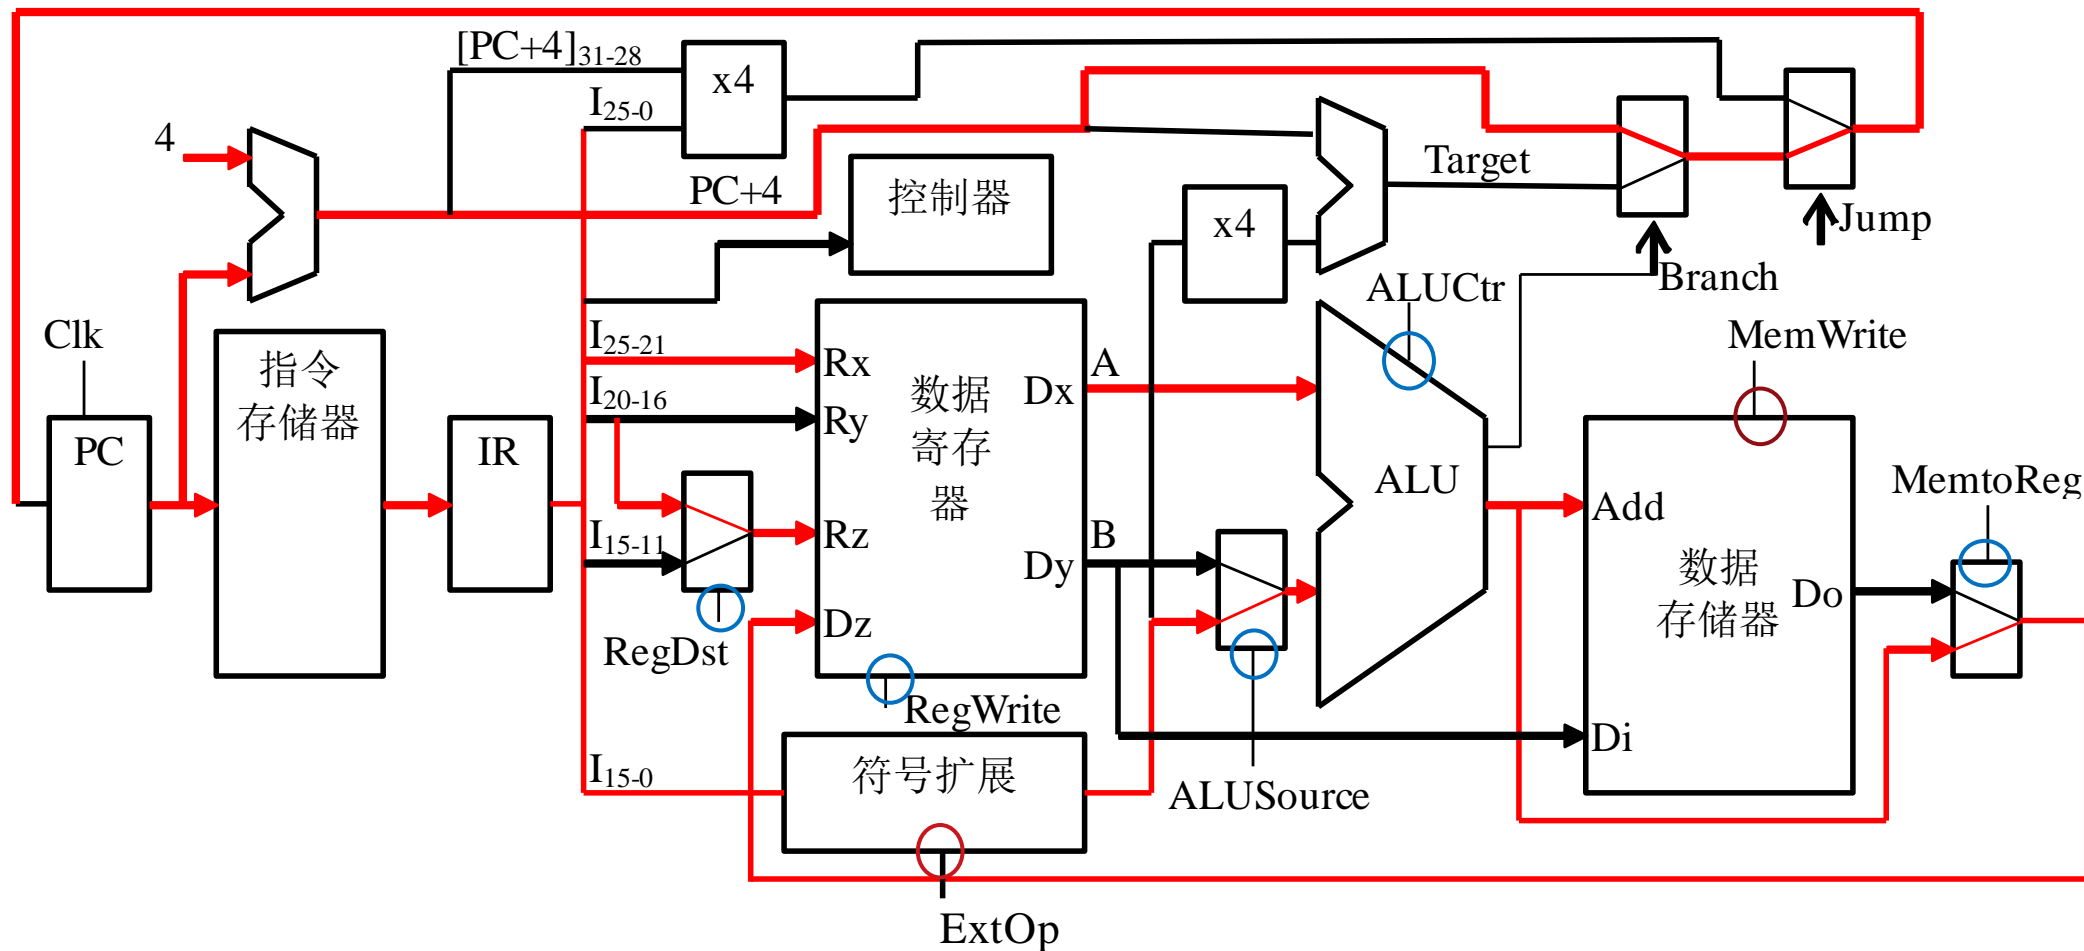 [PC+4]31-28
x4
I25-0
4
PC+4
控制器
Target
x4
Jump
Branch
ALUCtr
Clk
指令
存储器
I25-21
Rx
数据
寄存
器
Dx
A
MemWrite
I20-16
Ry
PC
IR
ALU
MemtoReg
Add
I15-11
Rz
B
Dy
数据
存储器
Do
Dz
RegDst
RegWrite
Di
I15-0
符号扩展
ALUSource
ExtOp